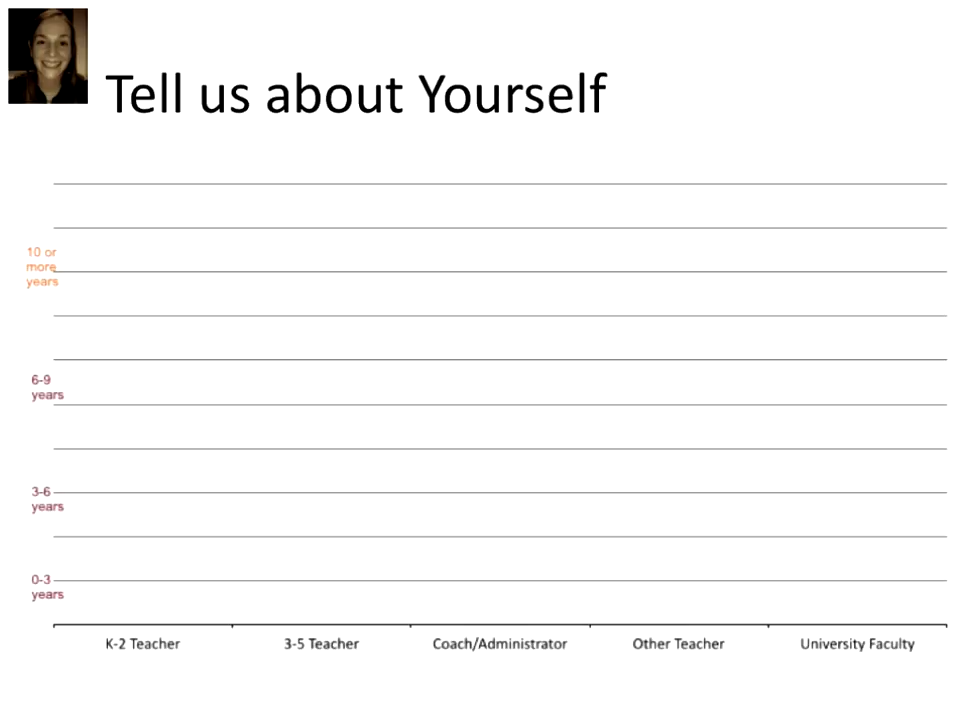 Tell us about Yourself
10 or
more
years
6-9
years
3-6
years
0-3
years
K-2 Teacher
3-5 Teacher
Coach/Administrator
Other Teacher
University Faculty